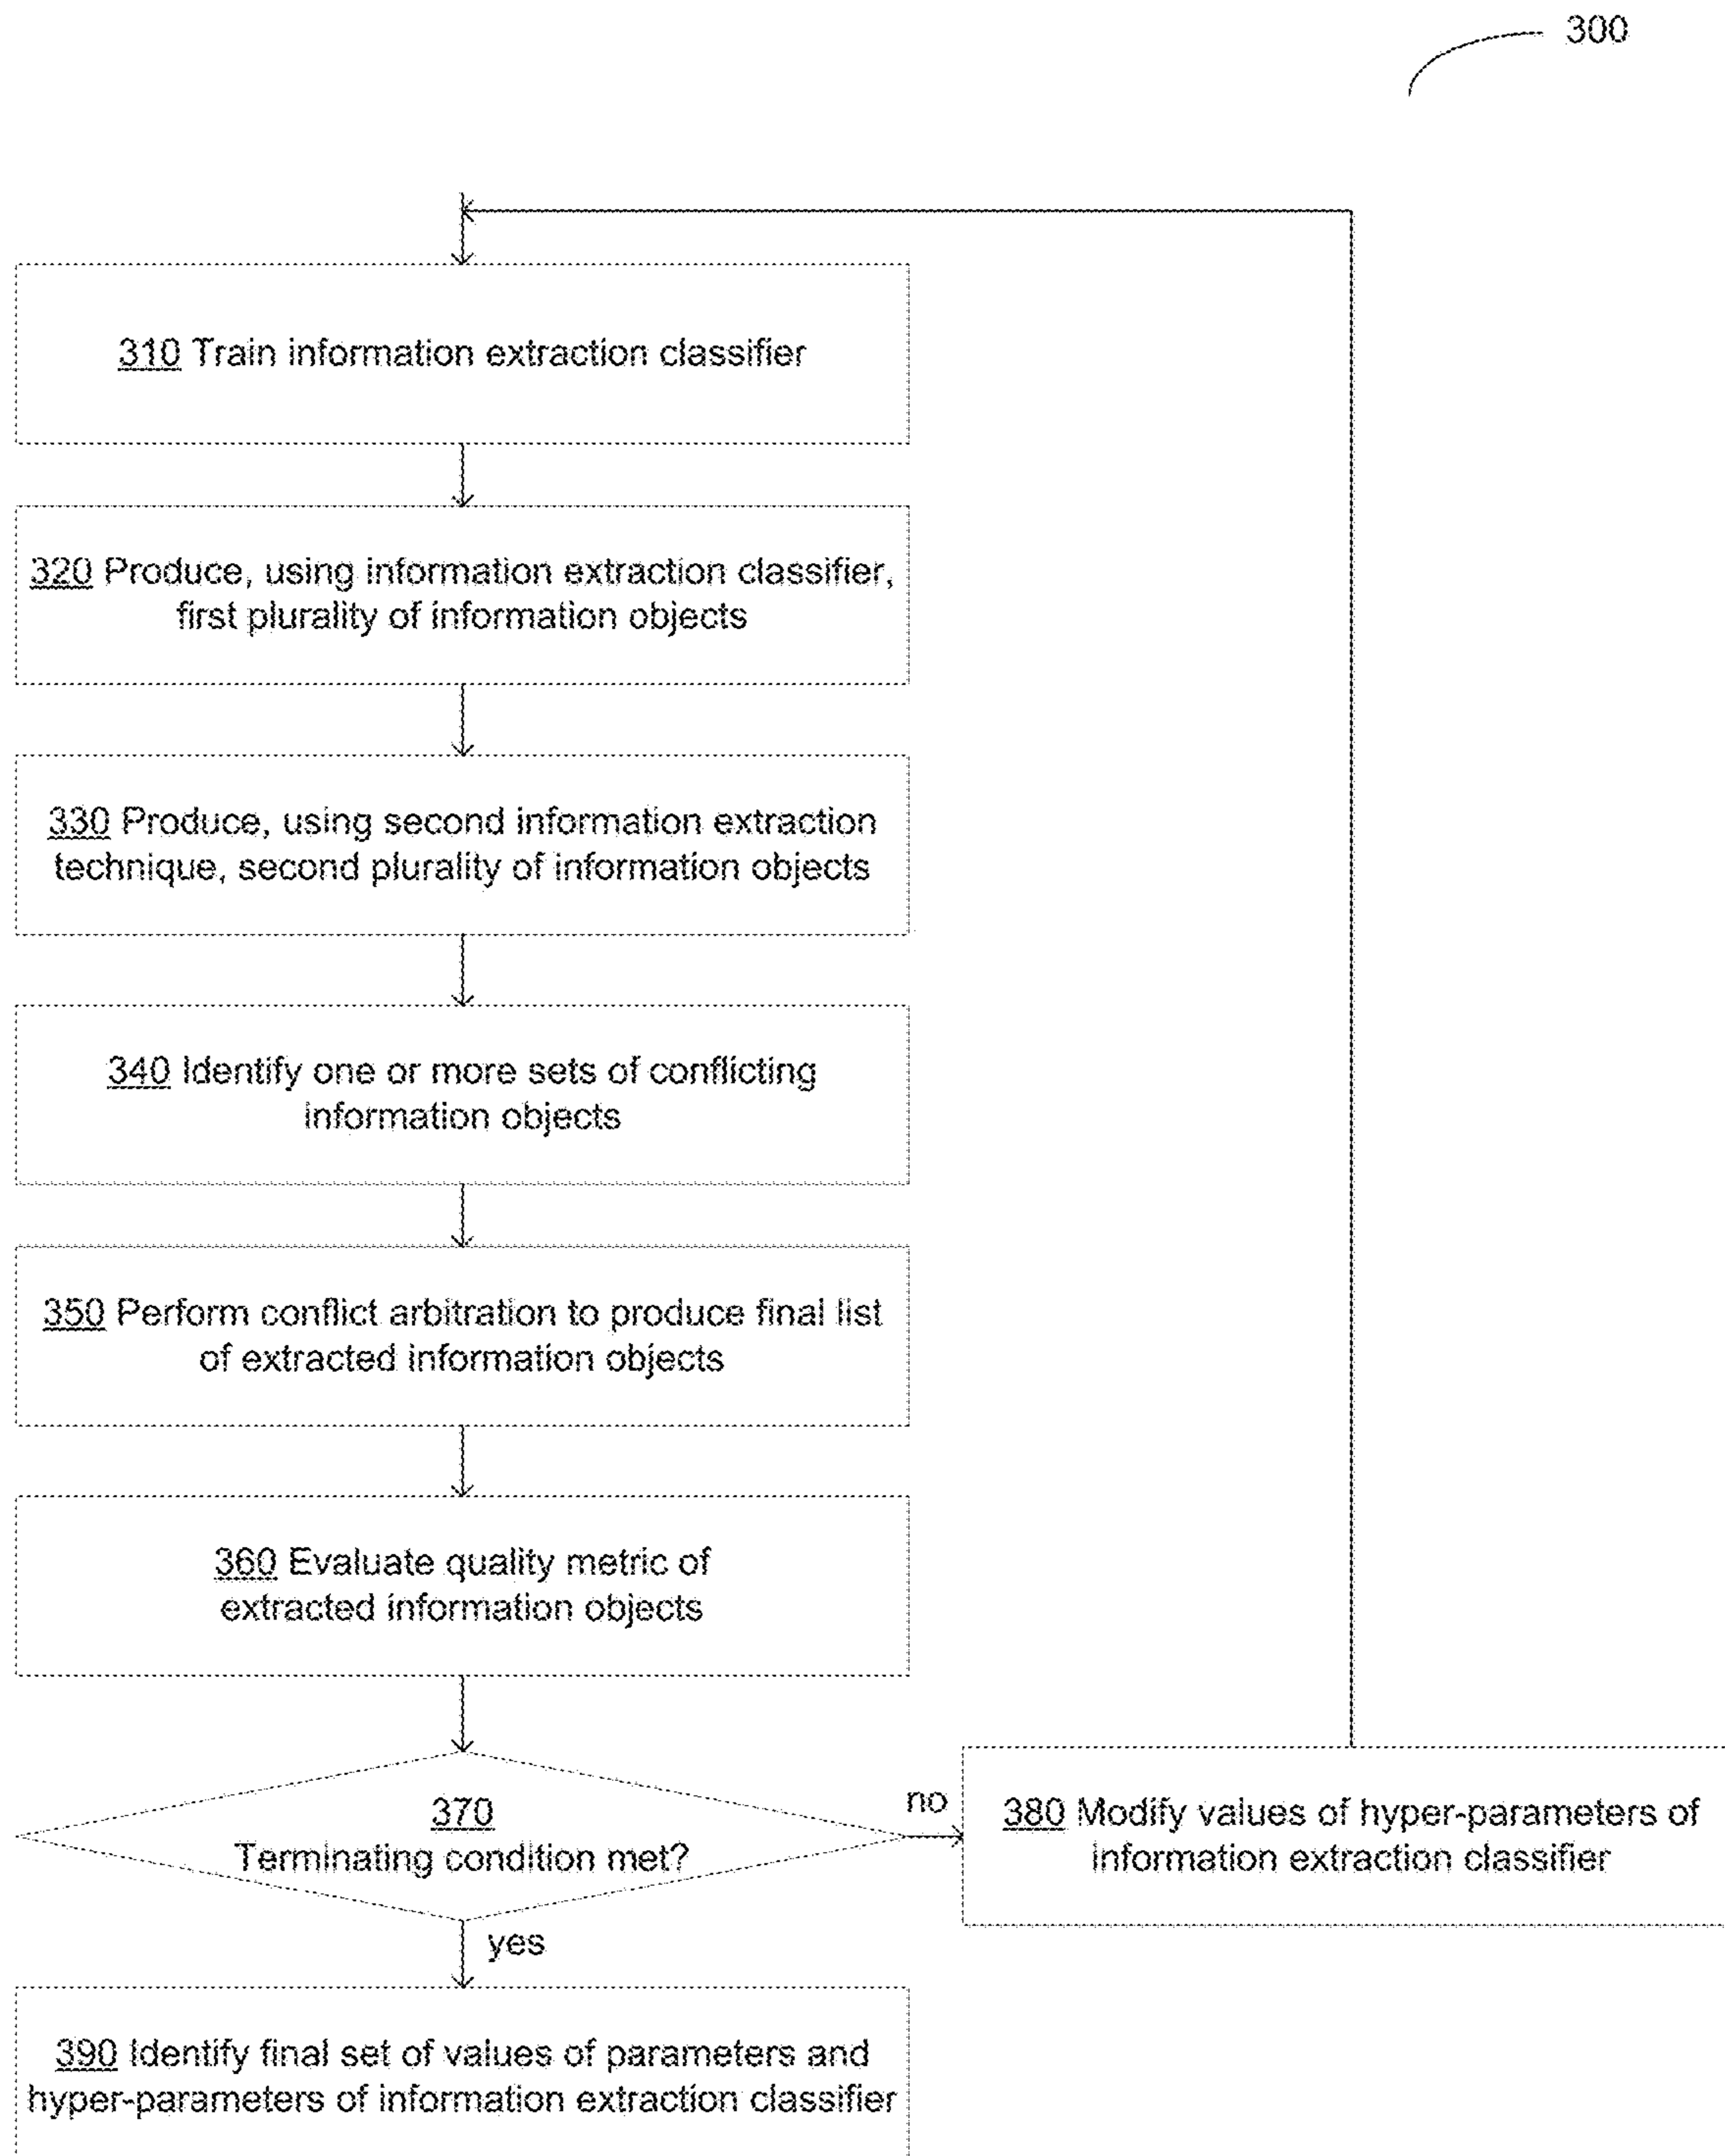 300
310 Train information extraction classifier
320 Produce, using information extraction classifier,
first plurality of information objects
330 Produce, using second information extraction
technique, second plurality of information objects
340 Identify one or more sets of conflicting
information objects
350 Perform conflict arbitration to produce final list
of extracted information objects
360 Evaluate quality metric of
extracted information objects
370
Terminating condition met?
no
380 Modify values of hyper-parameters of
information extraction classifier
yes
390 Identify final set of values of parameters and
hyper-parameters of information extraction classifier